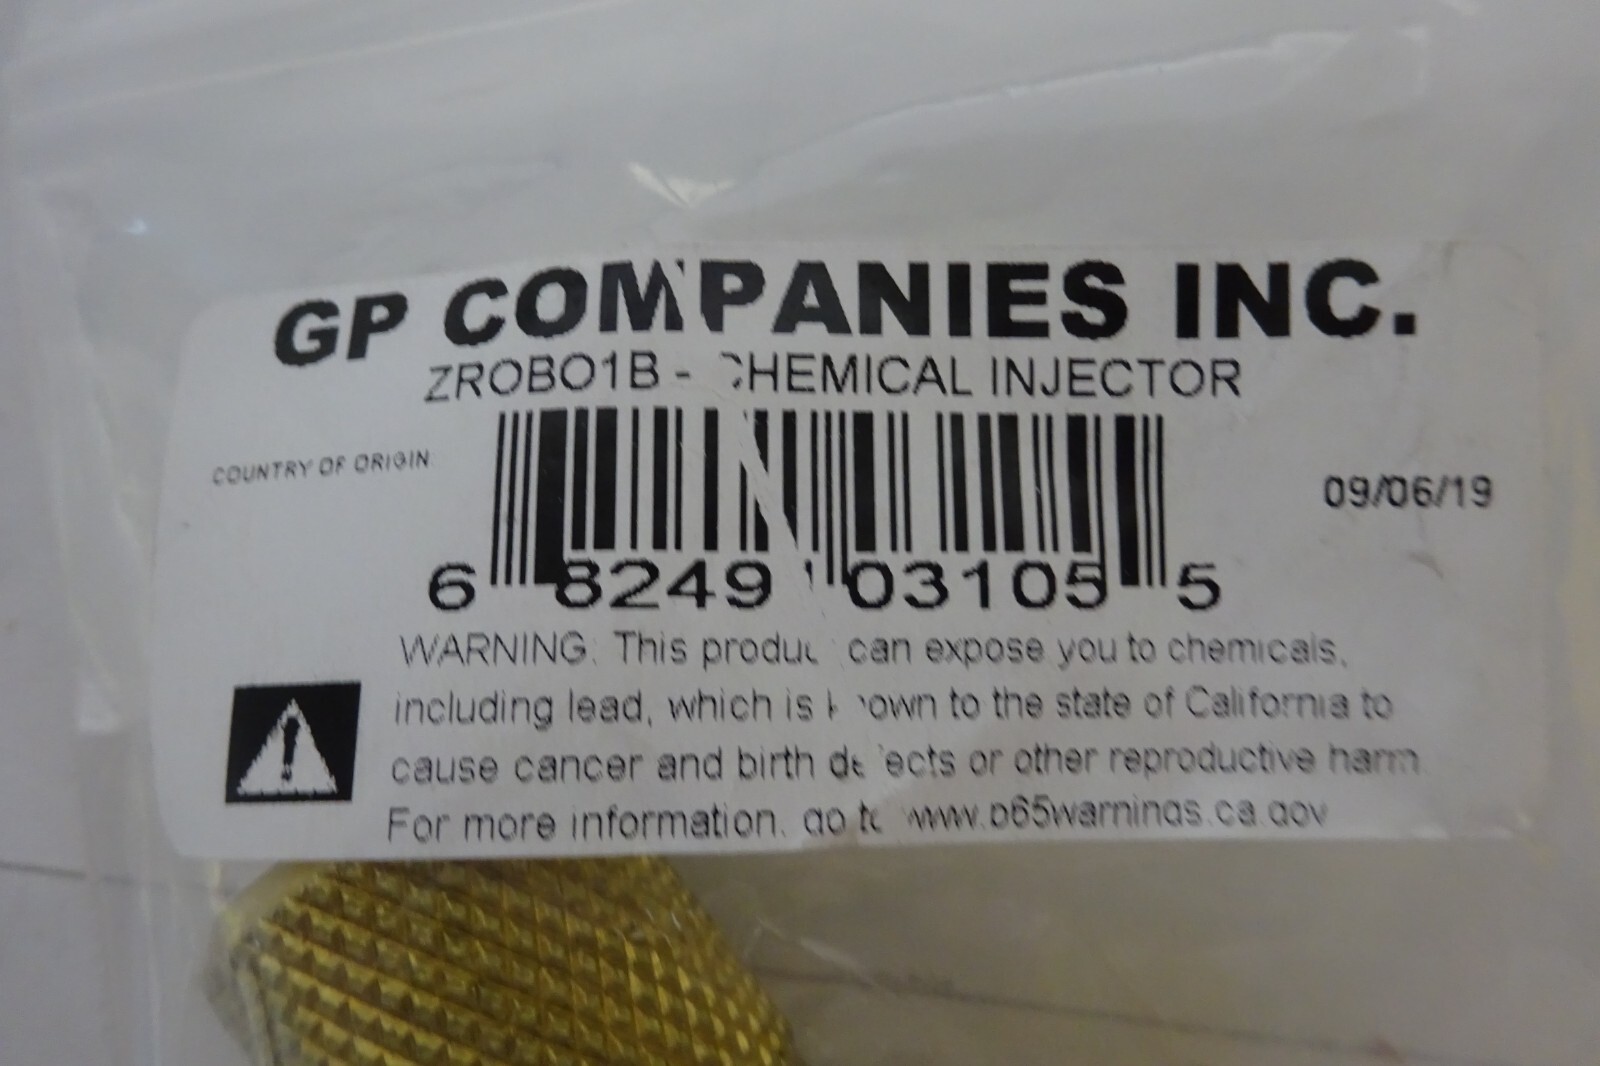 GP COMPANIES INC.
ZROBO1B - CHEMICAL INJECTOR
COUNTRY OF ORIGIN
09/06/19
6 8249 03105 5
WARNING: This product can expose you to chemicals,
including lead, which is known to the state of California to
cause cancer and birth defects or other reproductive harm.
For more information, go to www.p65warnings.ca.gov